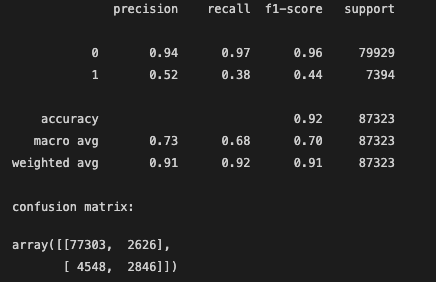 precision recall f1-score support
0 0.94 0.97 0.96 79929
1 0.52 0.38 0.44 7394
accuracy 0.92 87323
macro avg 0.73 0.68 0.70 87323
weighted avg 0.91 0.92 0.91 87323
confusion matrix:
array([[77303, 2626],
[ 4548, 2846]])